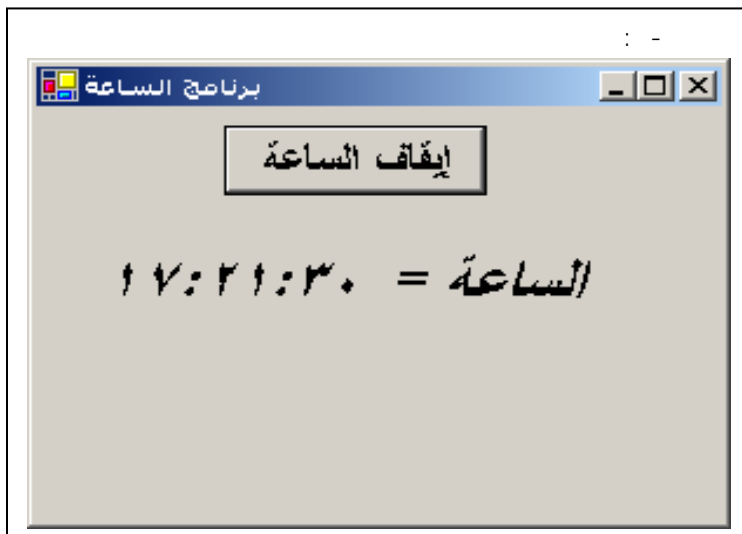 : -
برنامج الساعة
إيقاف الساعة
الساعة = ١٧:٢١:٣٠